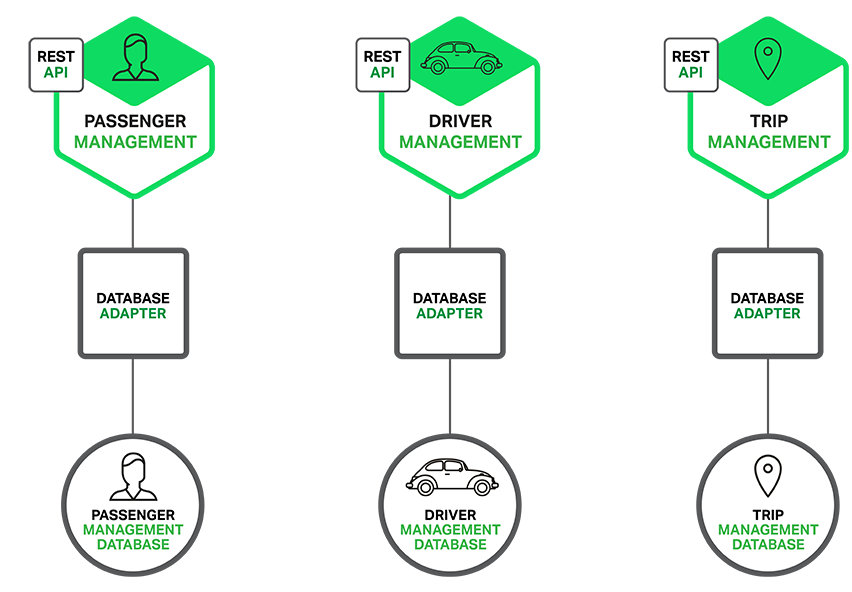 REST
API
PASSENGER
MANAGEMENT
REST
API
DRIVER
MANAGEMENT
REST
API
TRIP
MANAGEMENT
DATABASE
ADAPTER
DATABASE
ADAPTER
DATABASE
ADAPTER
PASSENGER
MANAGEMENT
DATABASE
DRIVER
MANAGEMENT
DATABASE
TRIP
MANAGEMENT
DATABASE